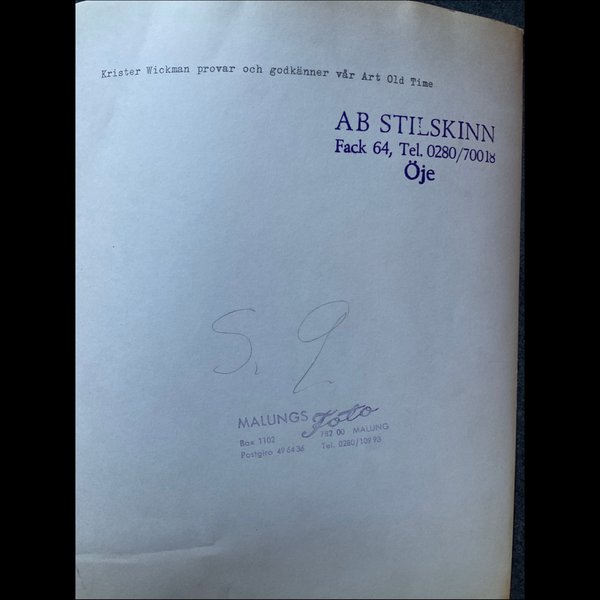 Krister Wickman provar och godkänner vår Art Old Time
AB STILSKINN
Fack 64, Tel. 0280/70018
Öje
S. 9
MALUNGS Foto
Box 1102 782 00 MALUNG
Postgiro 49 64 36 Tel. 0280/109 93